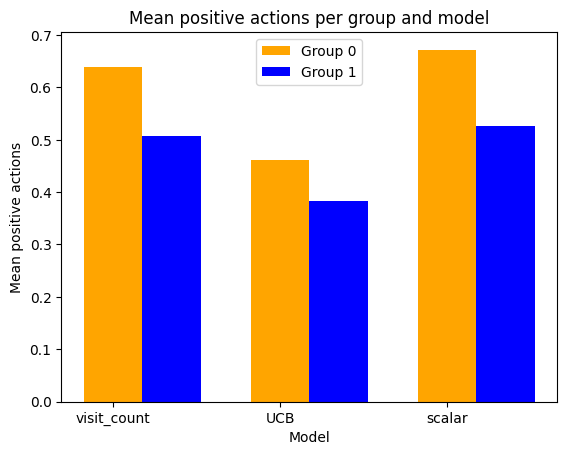 Mean positive actions per group and model
Group 0
Group 1
Mean positive actions
0.7
0.6
0.5
0.4
0.3
0.2
0.1
0.0
visit_count UCB scalar
Model